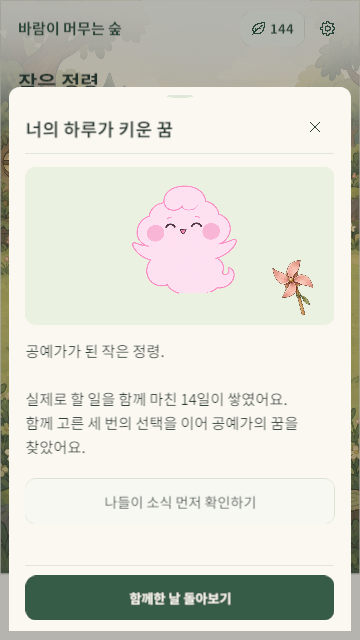 바람이 머무는 숲
144
작은 정령
너의 하루가 키운 꿈
공예가가 된 작은 정령.
실제로 할 일을 함께 마친 14일이 쌓였어요.
함께 고른 세 번의 선택을 이어 공예가의 꿈을
찾았어요.
나들이 소식 먼저 확인하기
함께한 날 돌아보기